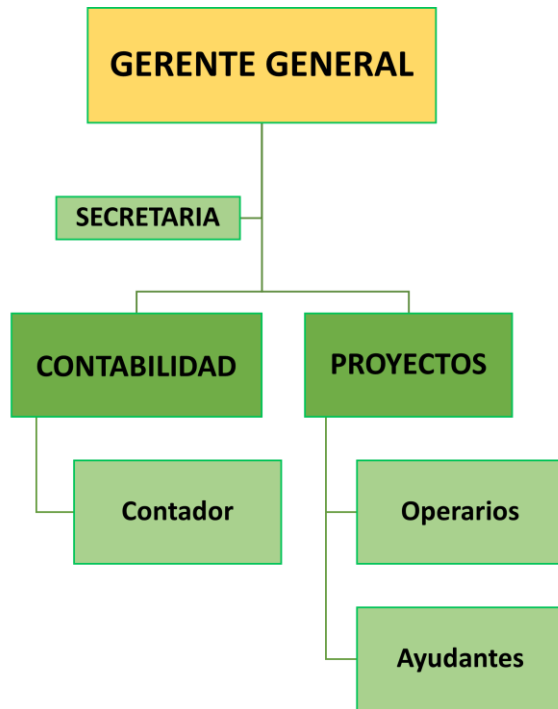 GERENTE GENERAL
SECRETARIA
CONTABILIDAD
PROYECTOS
Contador
Operarios
Ayudantes